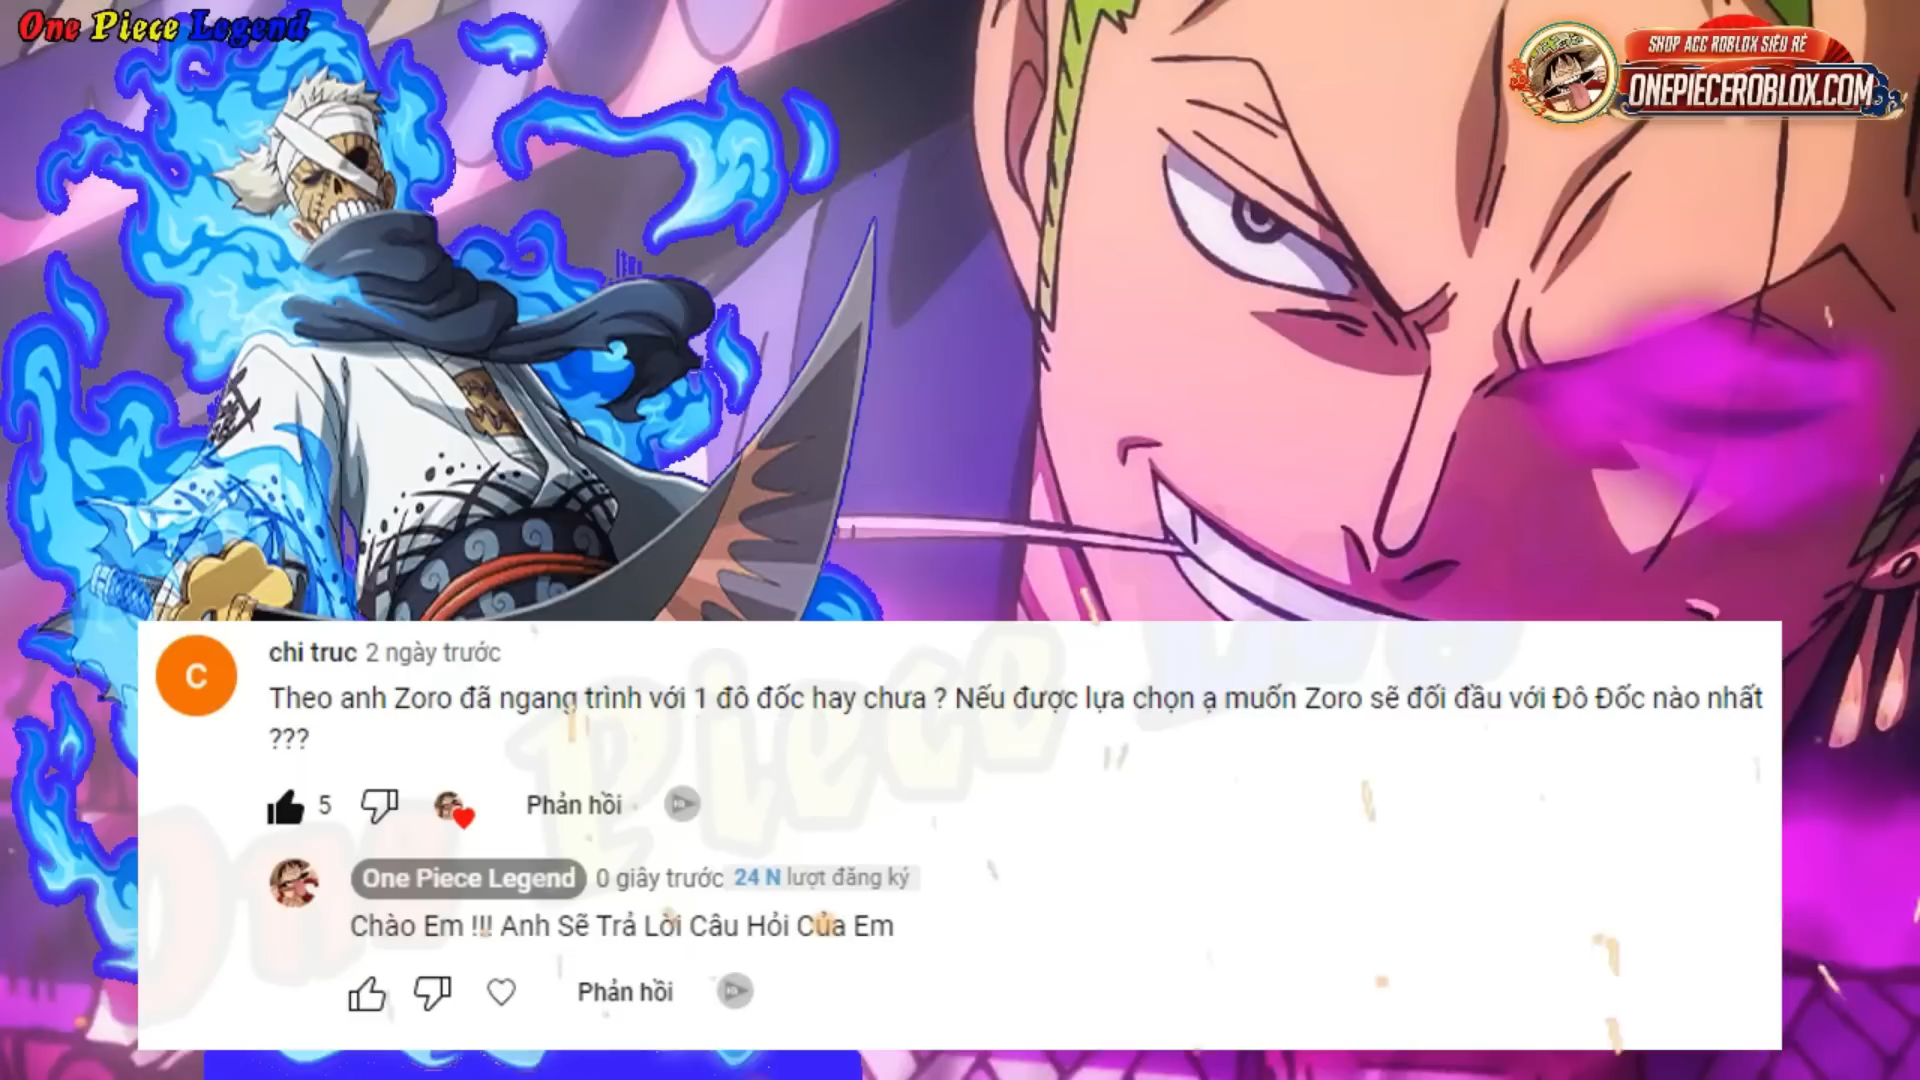 One Piece Legend
SHOP ACC ROBLOX SIÊU RẺ
ONEPIECEROBLOX.COM
C
chi truc 2 ngày trước
Theo anh Zoro đã ngang trình với 1 đô đốc hay chưa ? Nếu được lựa chọn ạ muốn Zoro sẽ đối đầu với Đô Đốc nào nhất
???
5 Phản hồi
One Piece Legend 0 giây trước 24 N lượt đăng ký
Chào Em !!! Anh Sẽ Trả Lời Câu Hỏi Của Em
Phản hồi